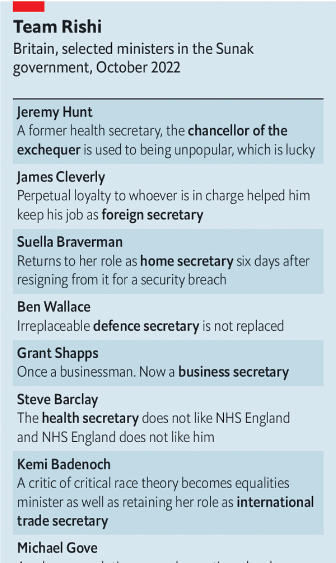 Team Rishi
Britain, selected ministers in the Sunak
government, October 2022
Jeremy Hunt
A former health secretary, the chancellor of the
exchequer is used to being unpopular, which is lucky
James Cleverly
Perpetual loyalty to whoever is in charge helped him
keep his job as foreign secretary
Suella Braverman
Returns to her role as home secretary six days after
resigning from it for a security breach
Ben Wallace
Irreplaceable defence secretary is not replaced
Grant Shapps
Once a businessman. Now a business secretary
Steve Barclay
The health secretary does not like NHS England
and NHS England does not like him
Kemi Badenoch
A critic of critical race theory becomes equalities
minister as well as retaining her role as international
trade secretary
Michael Gove